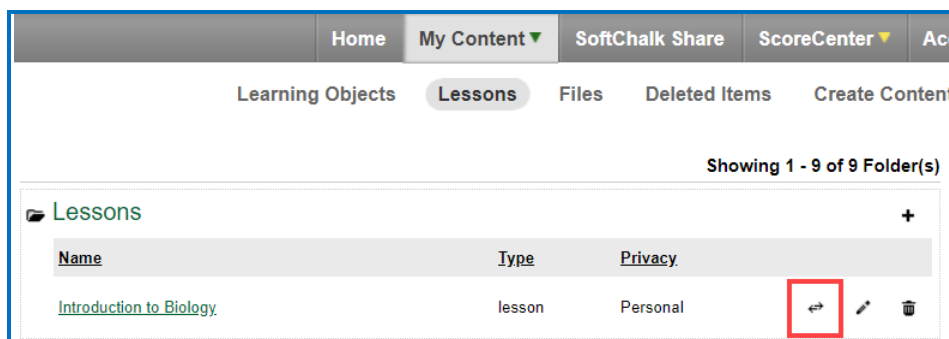 Home My Content SoftChalk Share ScoreCenter
Learning Objects Lessons Files Deleted Items Create
Showing 1 - 9 of 9 Folder(s)
Lessons
Name Type Privacy
Introduction to Biology lesson Personal